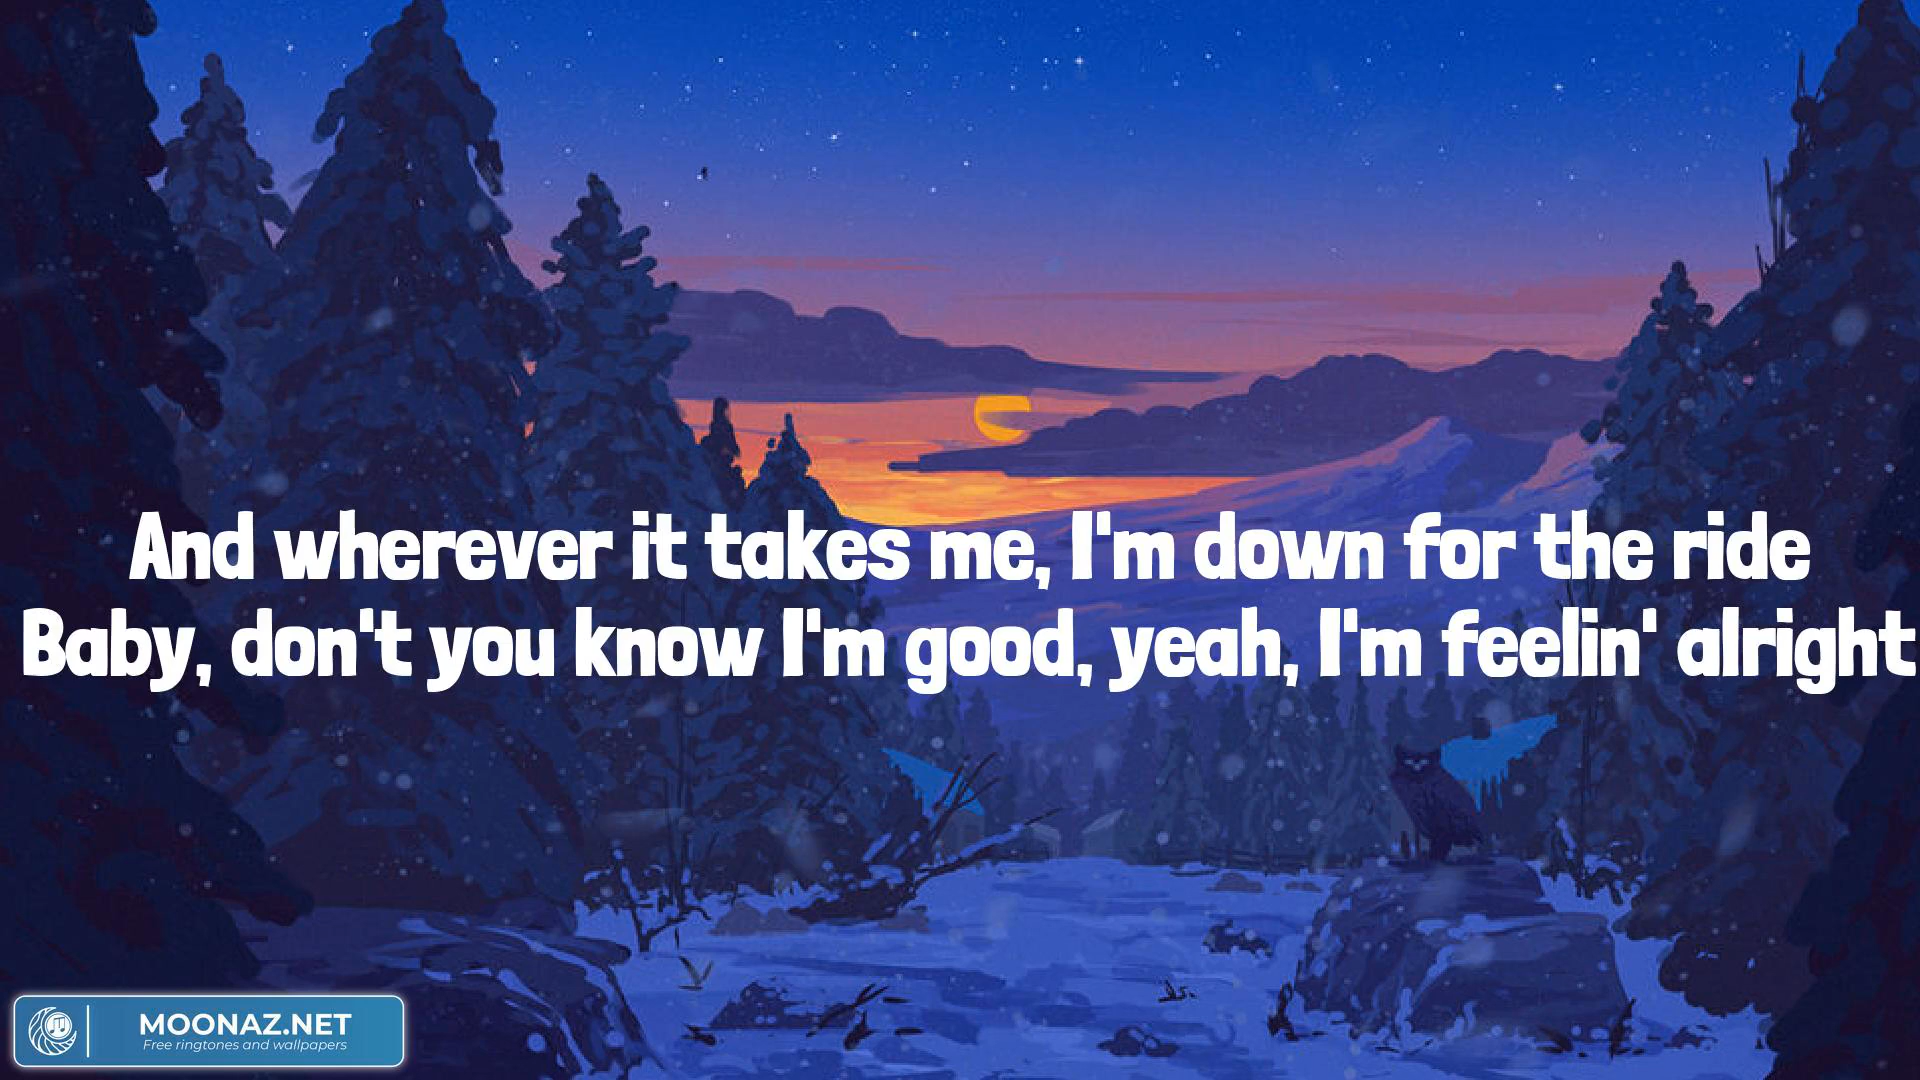 And wherever it takes me, I'm down for the ride
Baby, don't you know I'm good, yeah, I'm feelin' alright
MOONAZ.NET
Free ringtones and wallpapers